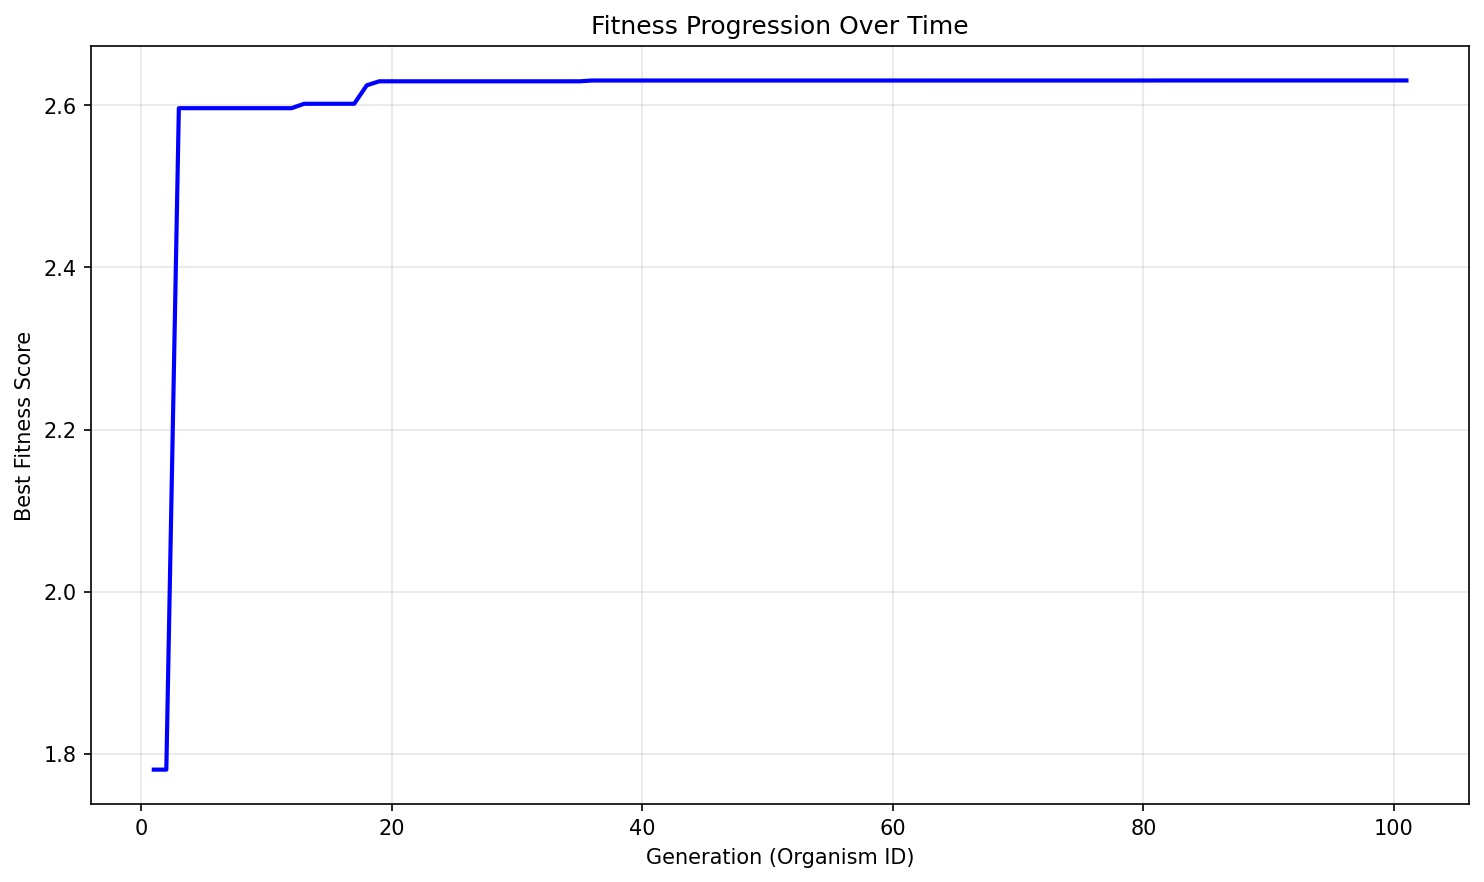 Fitness Progression Over Time
Best Fitness Score
2.6
2.4
2.2
2.0
1.8
0 20 40 60 80 100
Generation (Organism ID)